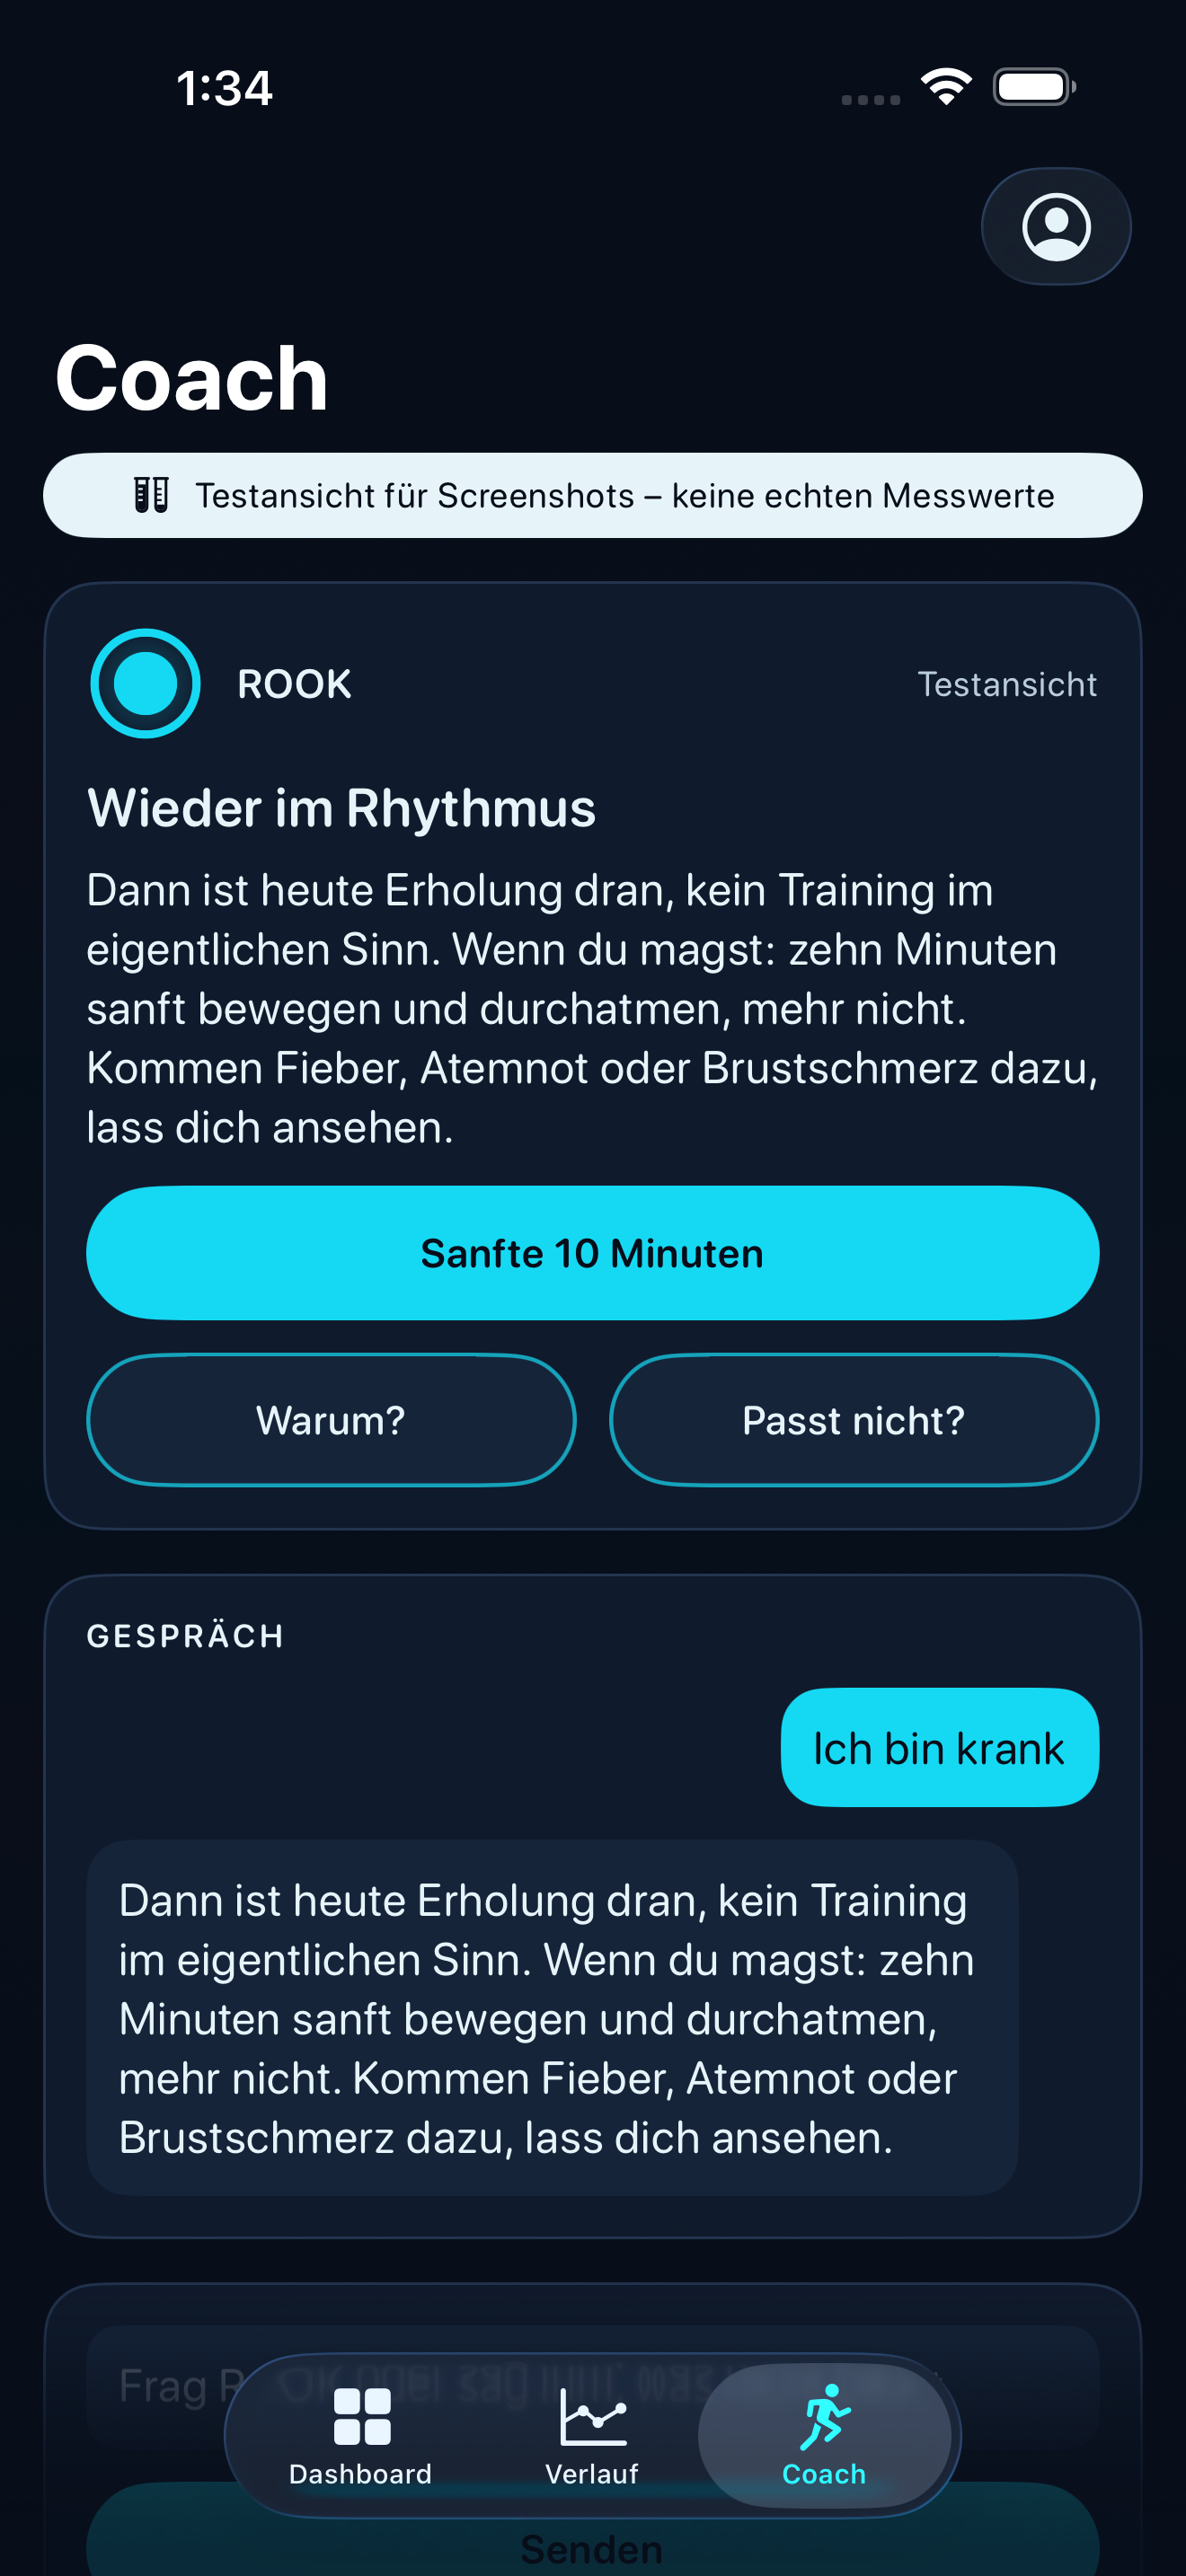 1:34
Coach
Testansicht für Screenshots – keine echten Messwerte
ROOK
Testansicht
Wieder im Rhythmus
Dann ist heute Erholung dran, kein Training im
eigentlichen Sinn. Wenn du magst: zehn Minuten
sanft bewegen und durchatmen, mehr nicht.
Kommen Fieber, Atemnot oder Brustschmerz dazu,
lass dich ansehen.
Sanfte 10 Minuten
Warum?
Passt nicht?
GESPRÄCH
Ich bin krank
Dann ist heute Erholung dran, kein Training
im eigentlichen Sinn. Wenn du magst: zehn
Minuten sanft bewegen und durchatmen,
mehr nicht. Kommen Fieber, Atemnot oder
Brustschmerz dazu, lass dich ansehen.
Frag
Dashboard
Verlauf
Coach
Senden